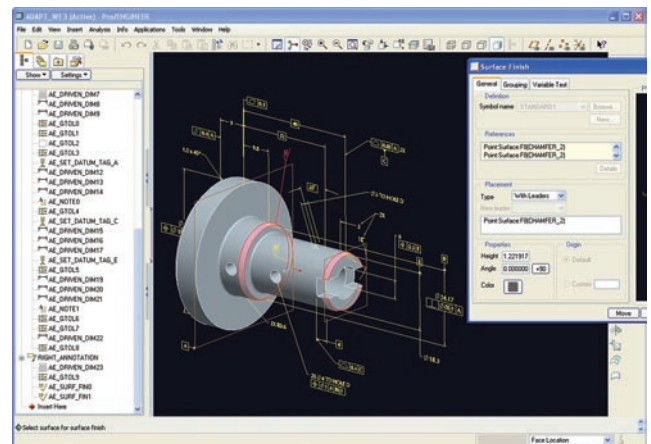 ADAPT_WF3 (Active) - Pro/ENGINEER
File Edit View Insert Analysis Info Applications Tools Window Help
Show Settings
AE_DRIVEN_DIM7
AE_DRIVEN_DIM8
AE_DRIVEN_DIM9
AE_GTOL0
AE_GTOL1
AE_GTOL2
AE_GTOL3
AE_SET_DATUM_TAG_A
AE_DRIVEN_DIM12
AE_DRIVEN_DIM13
AE_DRIVEN_DIM14
AE_NOTE0
AE_GTOL4
AE_SET_DATUM_TAG_C
AE_DRIVEN_DIM15
AE_DRIVEN_DIM16
AE_DRIVEN_DIM17
AE_SET_DATUM_TAG_E
AE_GTOL5
AE_DRIVEN_DIM19
AE_DRIVEN_DIM20
AE_DRIVEN_DIM21
AE_NOTE1
AE_GTOL6
AE_GTOL7
AE_DRIVEN_DIM22
AE_GTOL8
RIGHT_ANNOTATION
AE_DRIVEN_DIM23
AE_GTOL9
AE_SURF_FIN0
AE_SURF_FIN1
Insert Here
Select surface for surface finish
Surface Finish
General Grouping Variable Text
Definition
Symbol name STANDARD1 Browse...
New...
References
Point:Surface:F8(CHAMFER_2)
Point:Surface:F8(CHAMFER_2)
Details
Placement
Type With Leaders
Point:Surface:F8(CHAMFER_2)
Properties Origin
Height 1.221917 Default
Angle 0.000000 +90
Color Custom
Move
Face Location